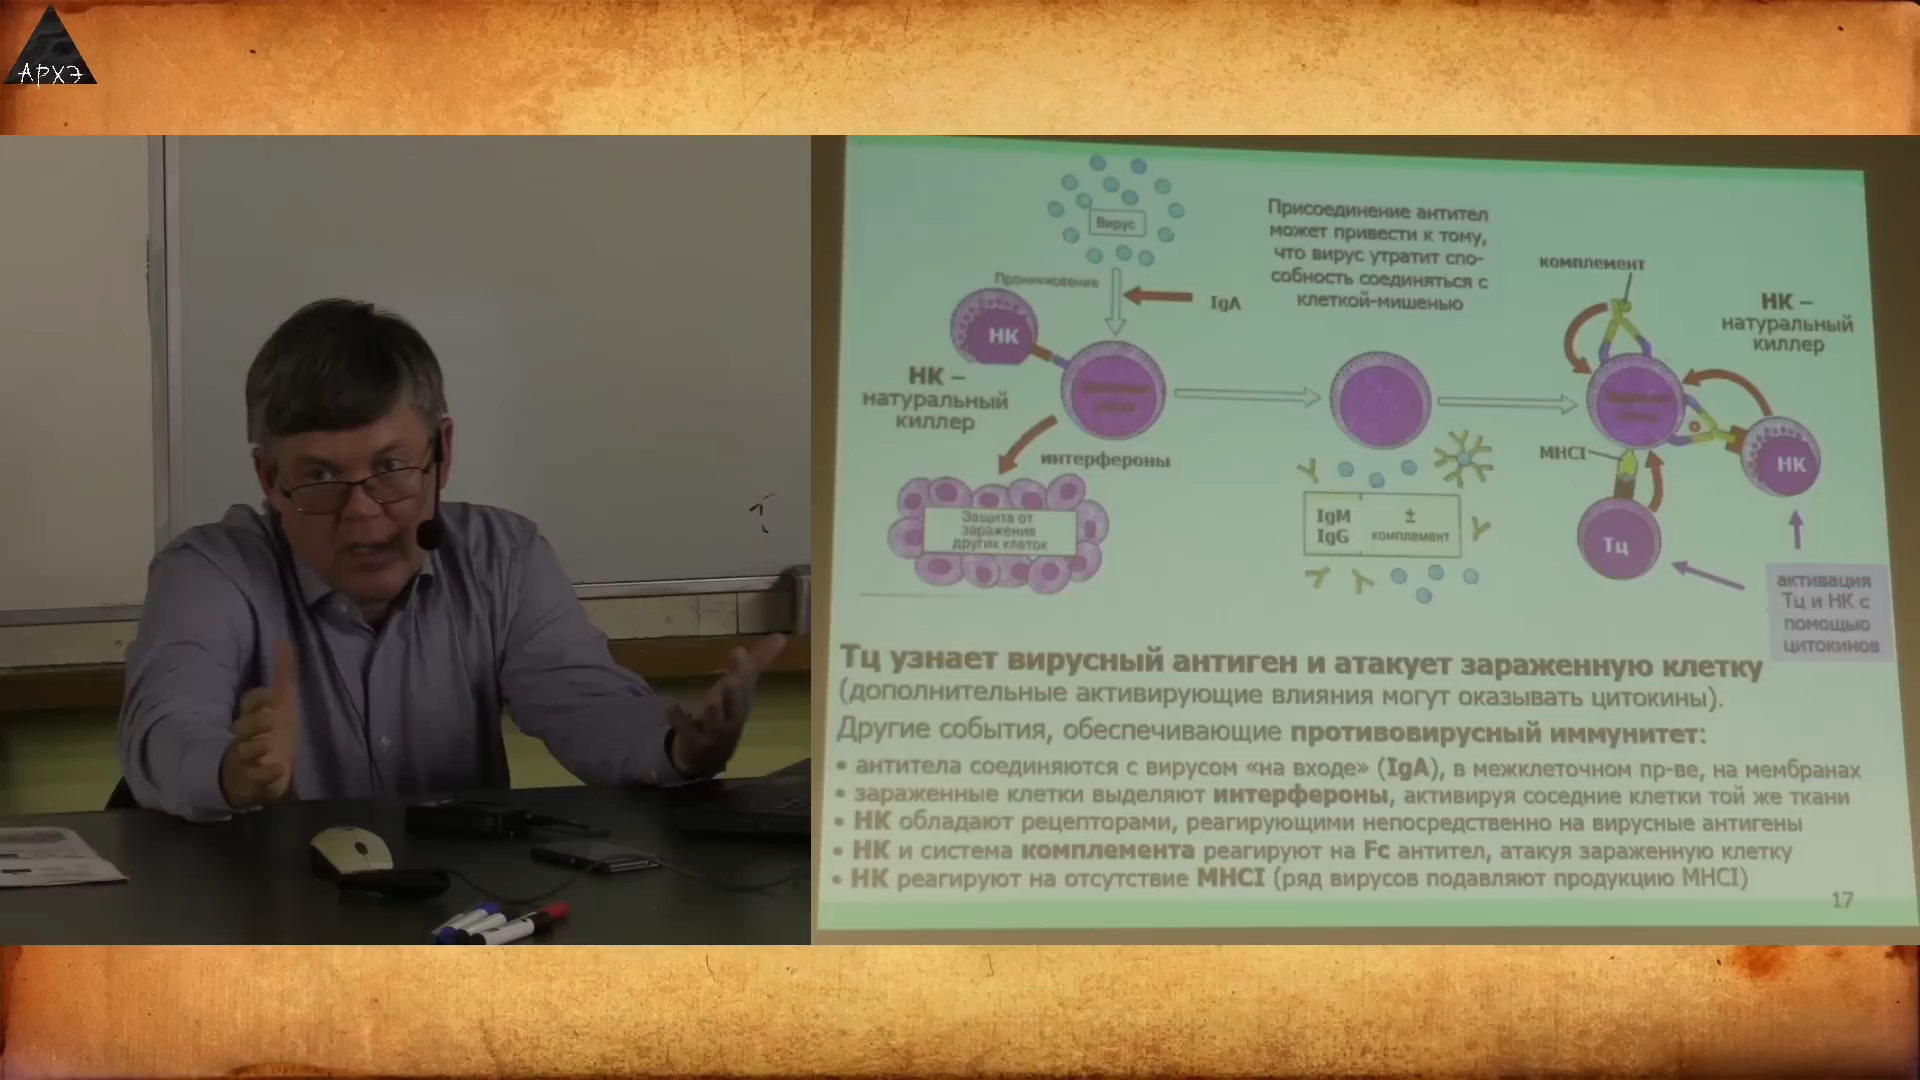 АРХЭ
Вирус
Проникновение
IgA
НК
НК –
натуральный
киллер
интерфероны
Защита от
заражения
других клеток
Присоединение антител
может привести к тому,
что вирус утратит спо-
собность соединяться с
клеткой-мишенью
IgM
IgG
±
комплемент
комплемент
НК –
натуральный
киллер
MHCI
НК
Тц
активация
Тц и НК с
помощью
цитокинов
Тц узнает вирусный антиген и атакует зараженную клетку
(дополнительные активирующие влияния могут оказывать цитокины).
Другие события, обеспечивающие противовирусный иммунитет:
• антитела соединяются с вирусом «на входе» (IgA), в межклеточном пр-ве, на мембранах
• зараженные клетки выделяют интерфероны, активируя соседние клетки той же ткани
• НК обладают рецепторами, реагирующими непосредственно на вирусные антигены
• НК и система комплемента реагируют на Fc антител, атакуя зараженную клетку
• НК реагируют на отсутствие MHCI (ряд вирусов подавляют продукцию MHCI)
17